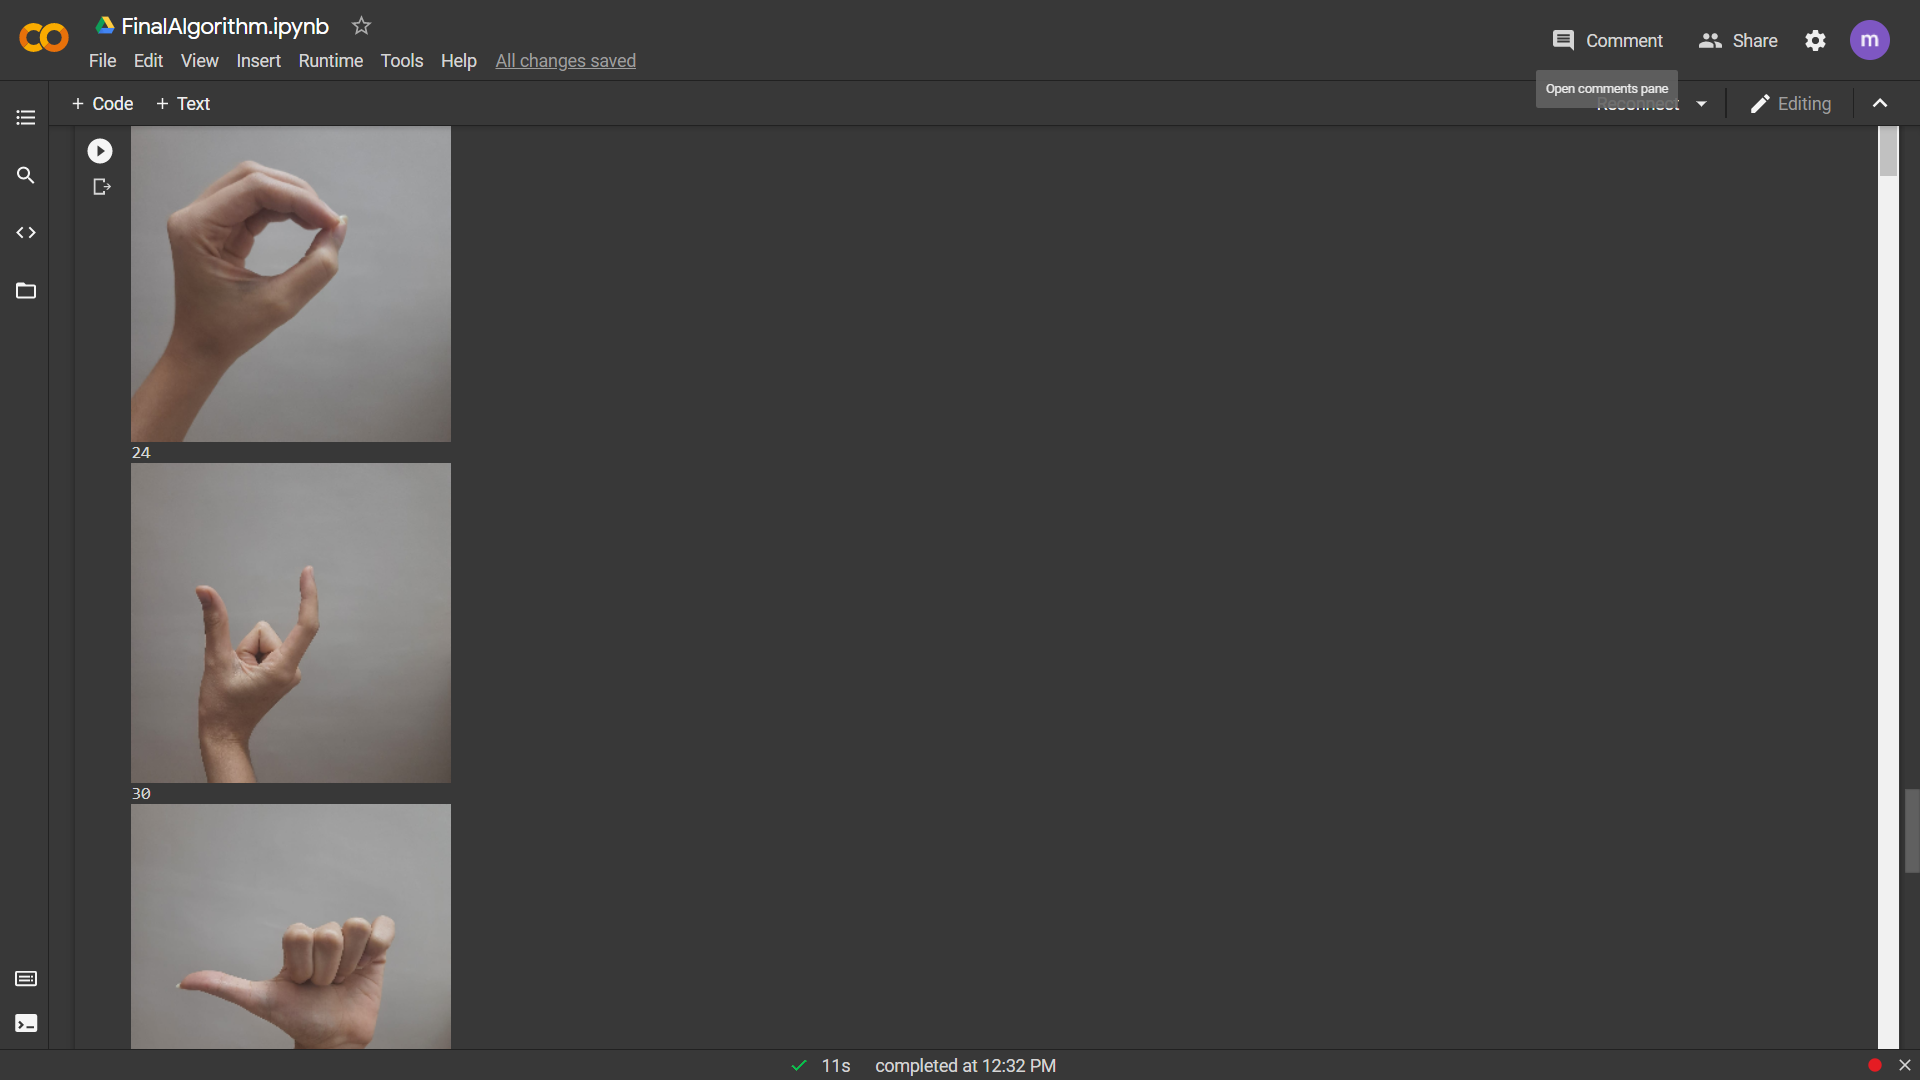 FinalAlgorithm.ipynb
File Edit View Insert Runtime Tools Help All changes saved
Comment Share m
Open comments pane
+ Code + Text Reconnect Editing
24
30
11s completed at 12:32 PM